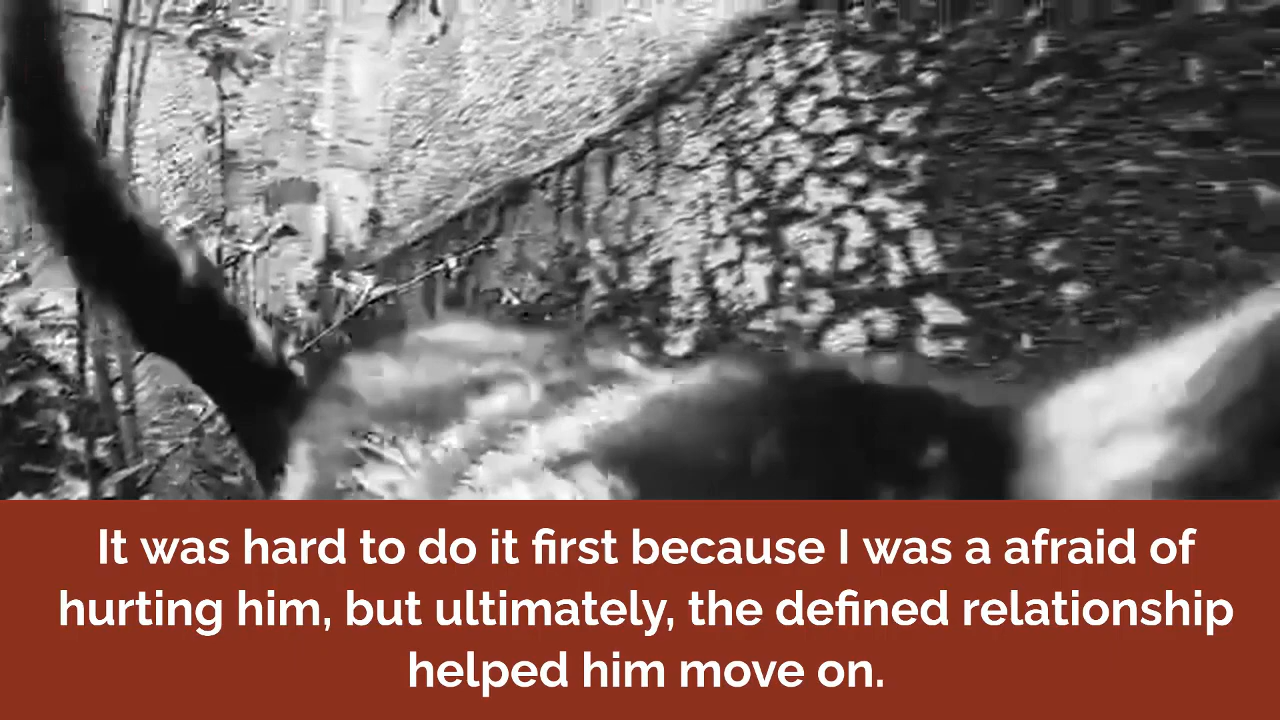 It was hard to do it first because I was a afraid of
hurting him, but ultimately, the defined relationship
helped him move on.